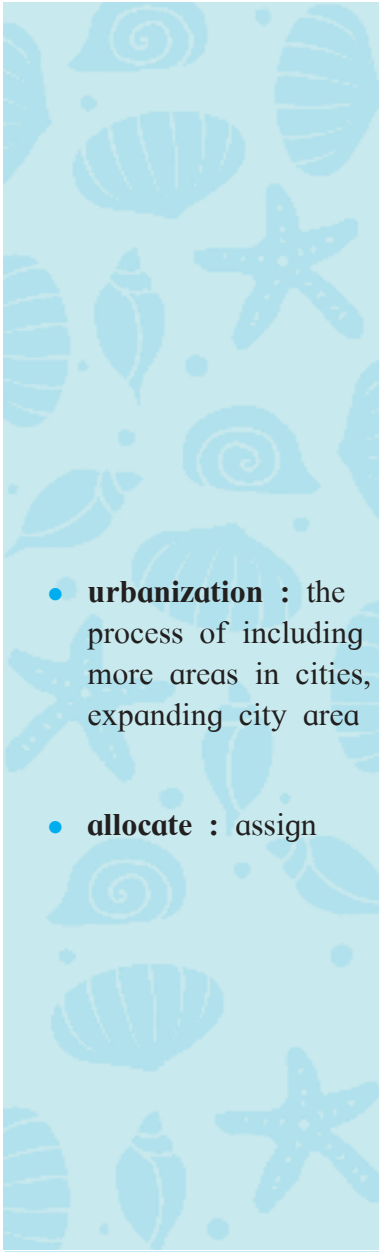 • urbanization : the
process of including
more areas in cities,
expanding city area
• allocate : assign